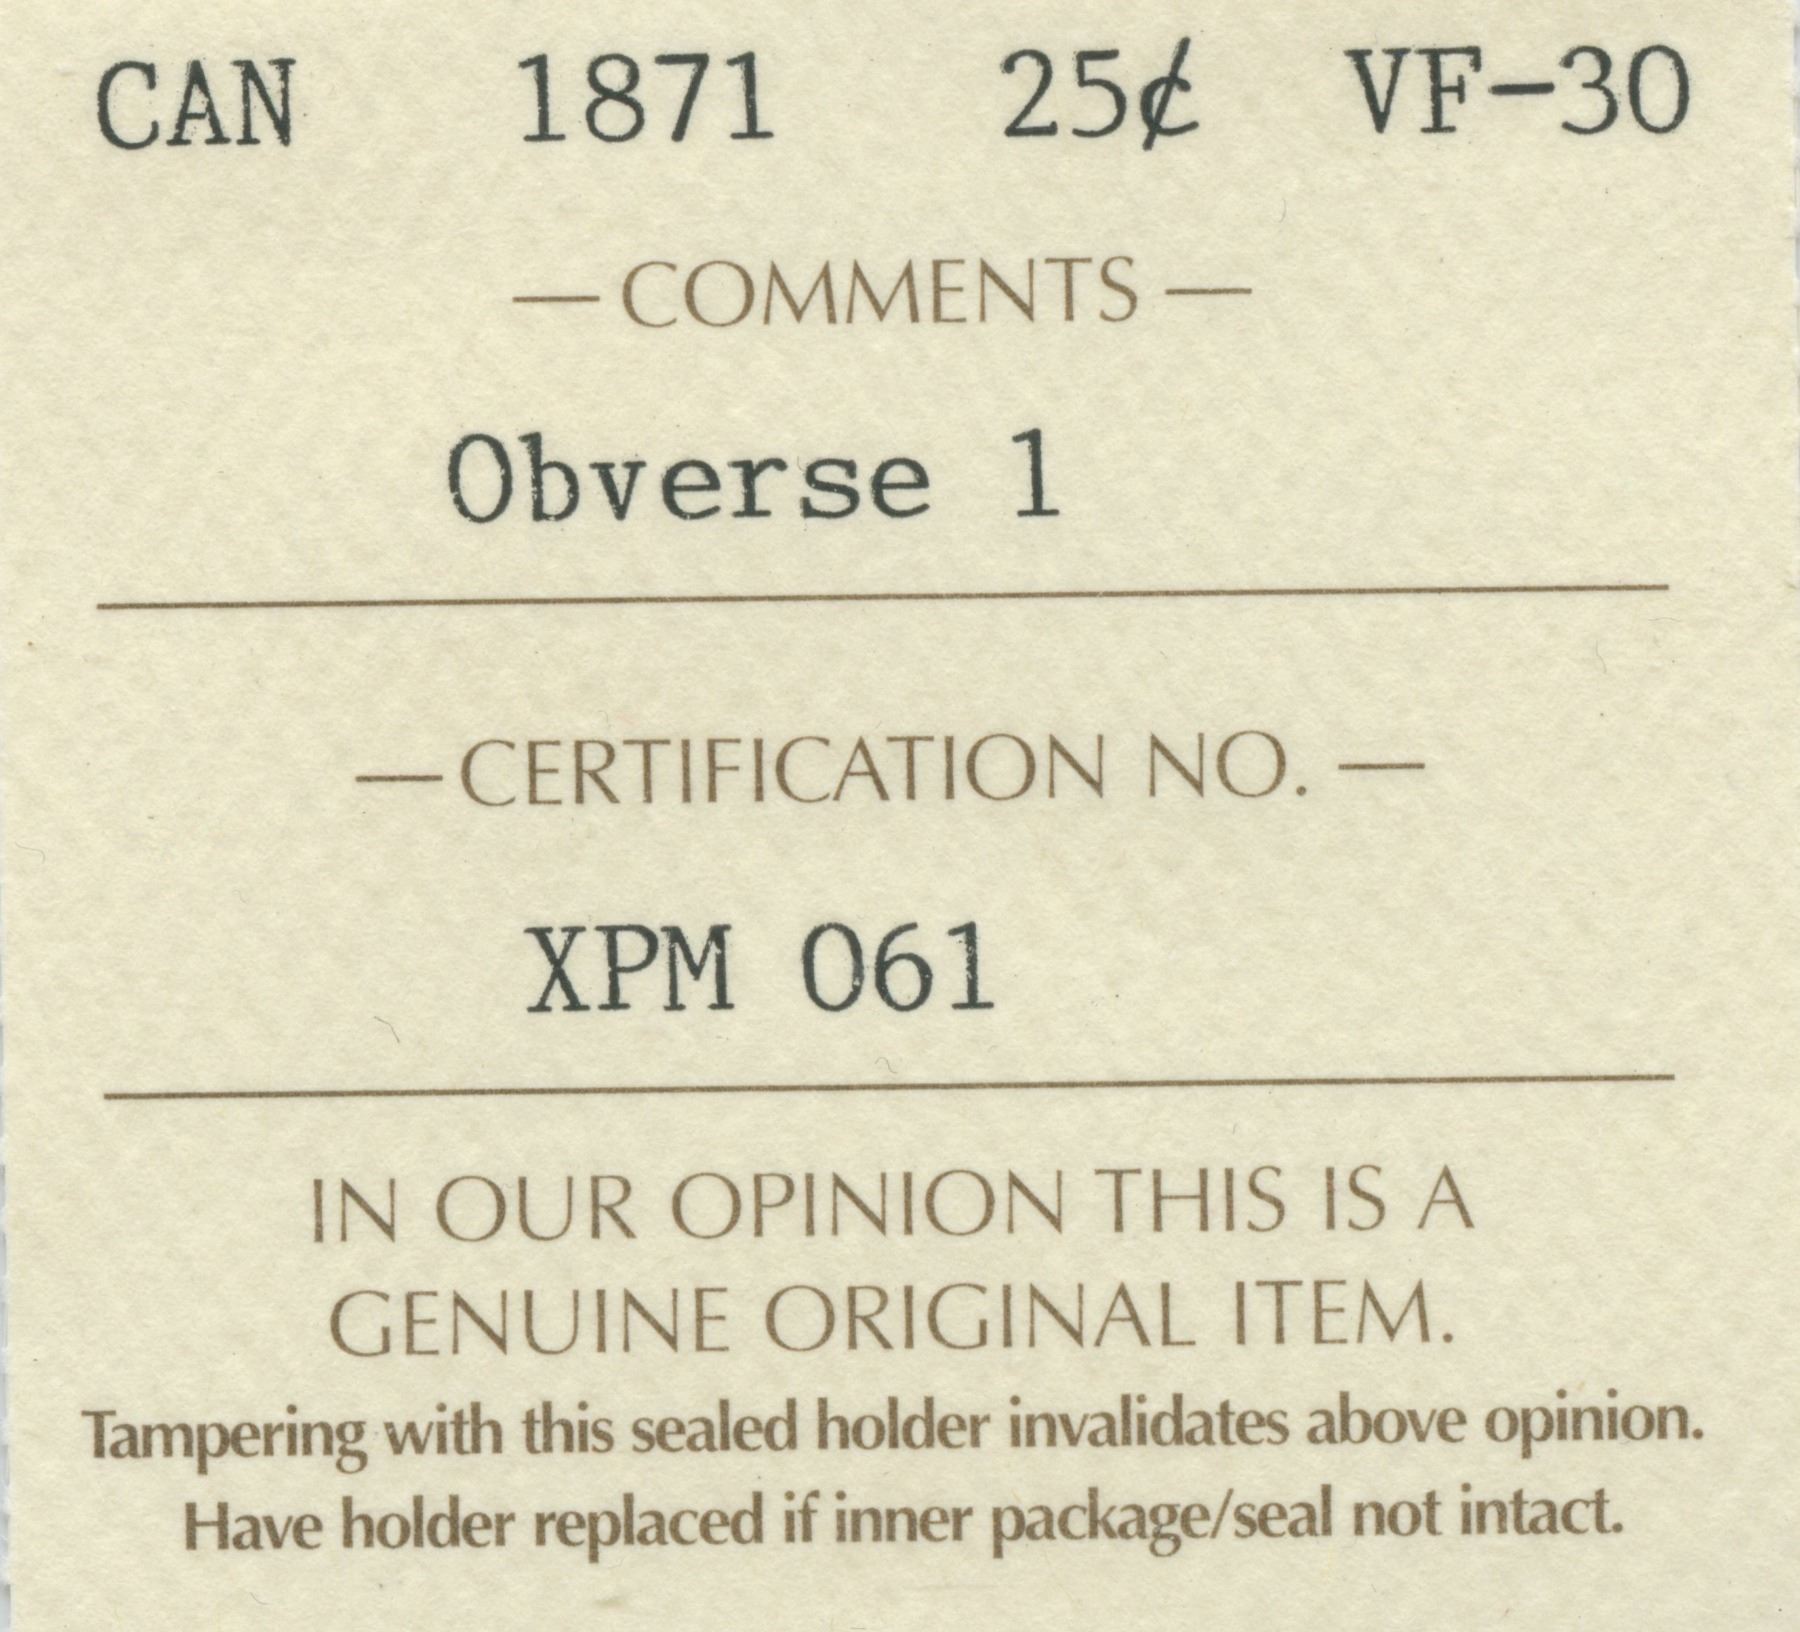 CAN 1871 25¢ VF-30
— COMMENTS —
Obverse 1
— CERTIFICATION NO. —
XPM 061
IN OUR OPINION THIS IS A
GENUINE ORIGINAL ITEM.
Tampering with this sealed holder invalidates above opinion.
Have holder replaced if inner package/seal not intact.